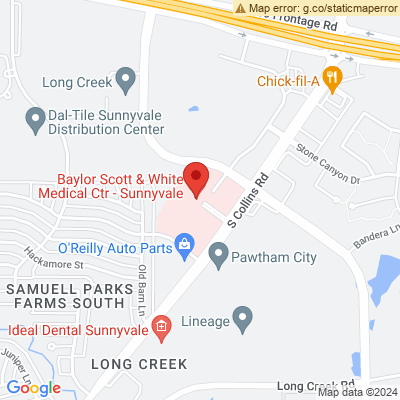 Map error: g.co/staticmaperror
Frontage Rd
Long Creek
Chick-fil-A
Dal-Tile Sunnyvale
Distribution Center
Stone Canyon Dr
Baylor Scott & White
Medical Ctr - Sunnyvale
S Collins Rd
Bandera Ln
O'Reilly Auto Parts
Hackamore St
Old Barn Ln
Pawtham City
SAMUELL PARKS
FARMS SOUTH
Ideal Dental Sunnyvale
Lineage
Juniper Ln
LONG CREEK
Long Creek Rd
Google
Map data ©2024